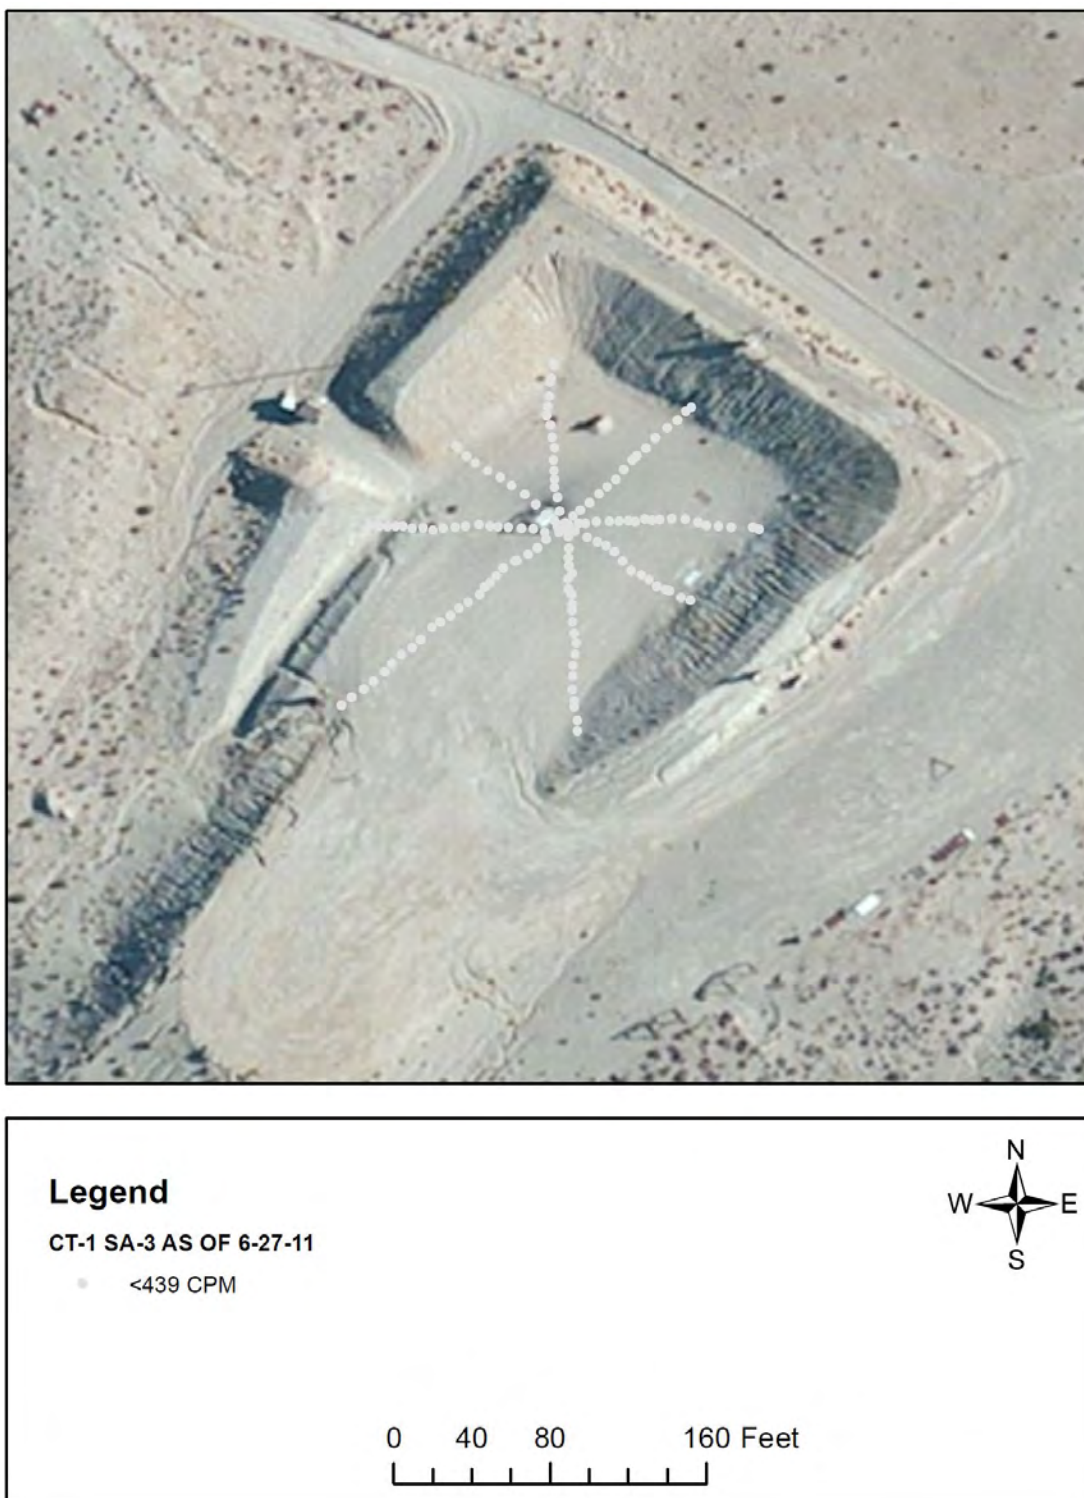 Legend
N
W E
S
CT-1 SA-3 AS OF 6-27-11
<439 CPM
0 40 80 160 Feet